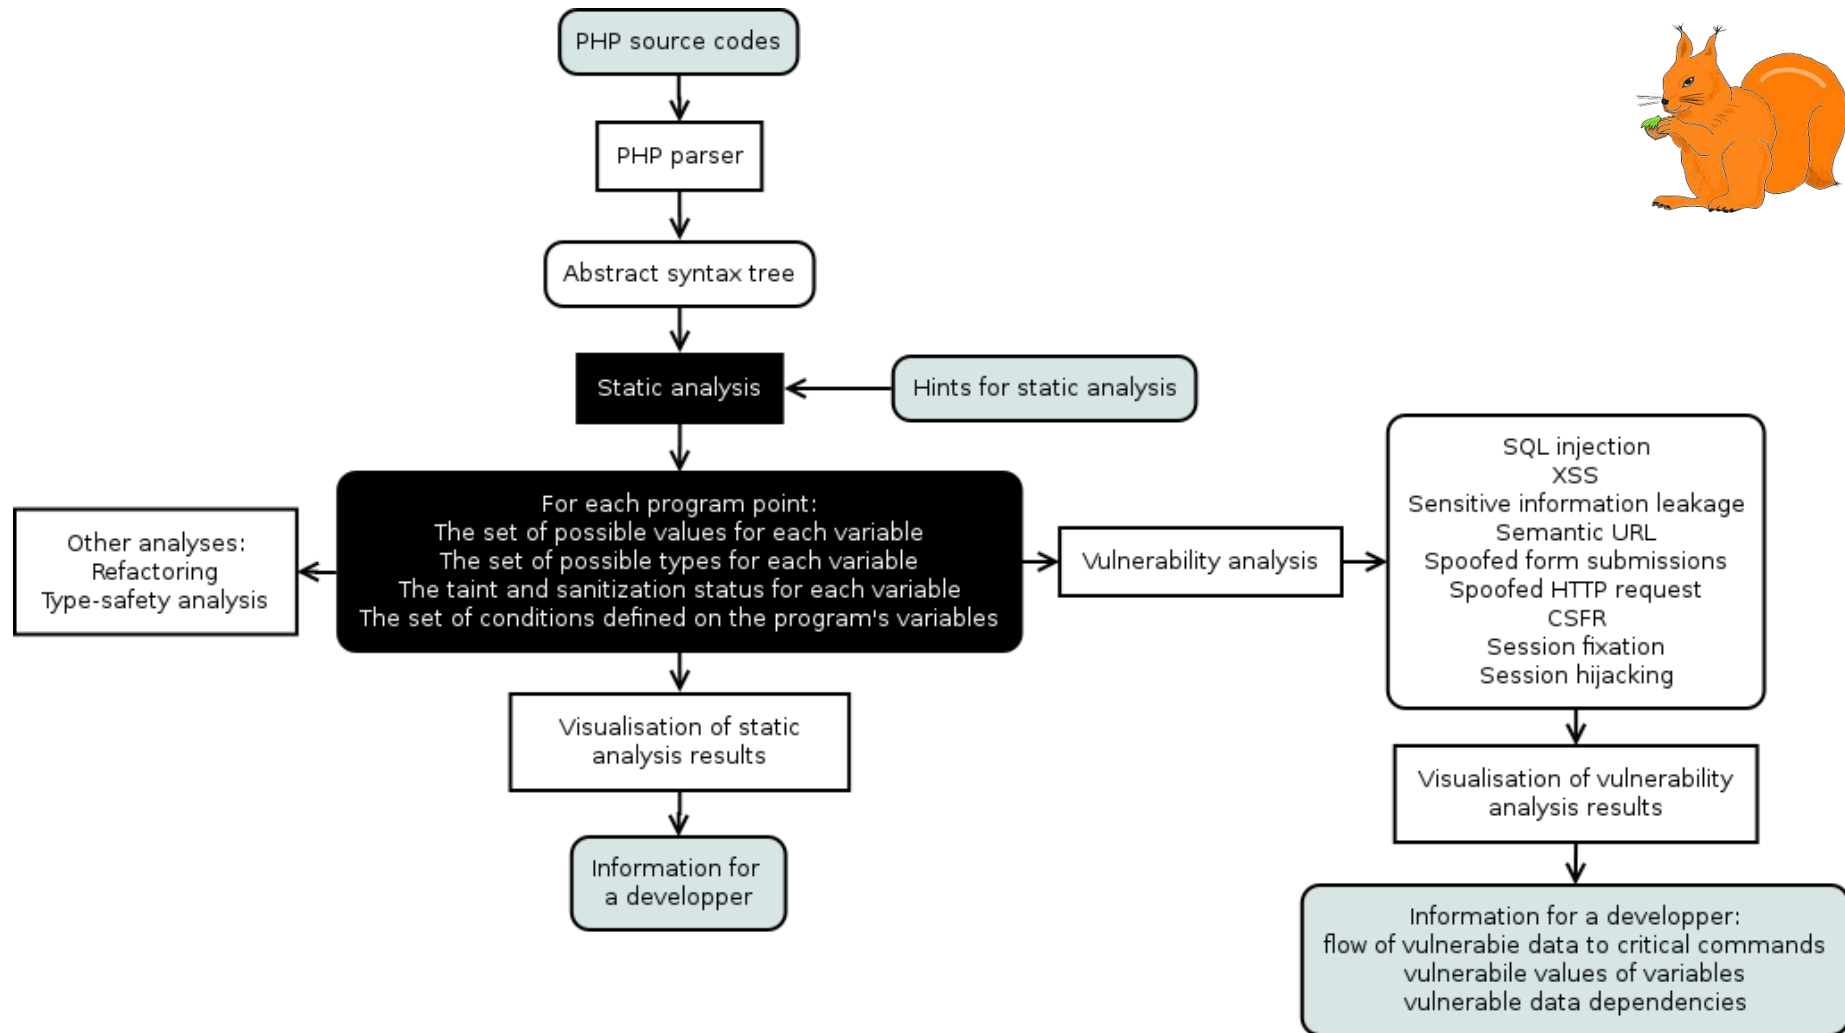 PHP source codes
PHP parser
Abstract syntax tree
Static analysis
Hints for static analysis
For each program point:
The set of possible values for each variable
The set of possible types for each variable
The taint and sanitization status for each variable
The set of conditions defined on the program's variables
Other analyses:
Refactoring
Type-safety analysis
Vulnerability analysis
SQL injection
XSS
Sensitive information leakage
Semantic URL
Spoofed form submissions
Spoofed HTTP request
CSFR
Session fixation
Session hijacking
Visualisation of static
analysis results
Information for
a developper
Visualisation of vulnerability
analysis results
Information for a developper:
flow of vulnerabie data to critical commands
vulnerabile values of variables
vulnerable data dependencies